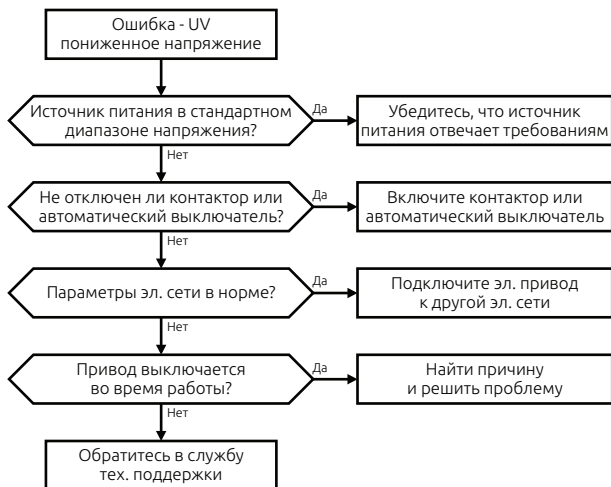 Ошибка - UV
пониженное напряжение
Источник питания в стандартном
диапазоне напряжения?
Да
Убедитесь, что источник
питания отвечает требованиям
Нет
Не отключен ли контактор или
автоматический выключатель?
Да
Включите контактор или
автоматический выключатель
Нет
Параметры эл. сети в норме?
Да
Подключите эл. привод
к другой эл. сети
Нет
Привод выключается
во время работы?
Да
Найти причину
и решить проблему
Нет
Обратитесь в службу
тех. поддержки